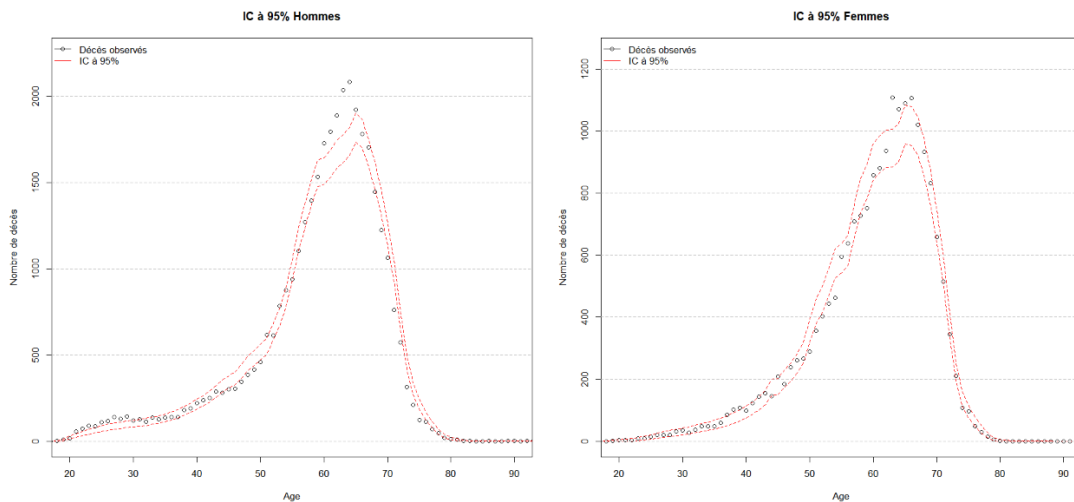 IC à 95% Hommes
Décès observés
IC à 95%
Nombre de décès
2000
1500
1000
500
0
20 30 40 50 60 70 80 90
Age
IC à 95% Femmes
Décès observés
IC à 95%
Nombre de décès
1200
1000
800
600
400
200
0
20 30 40 50 60 70 80 90
Age